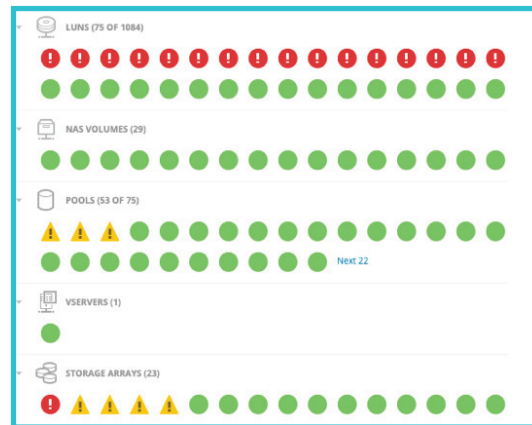 LUNS (75 OF 1084)
NAS VOLUMES (29)
POOLS (53 OF 75)
Next 22
VSERVERS (1)
STORAGE ARRAYS (23)